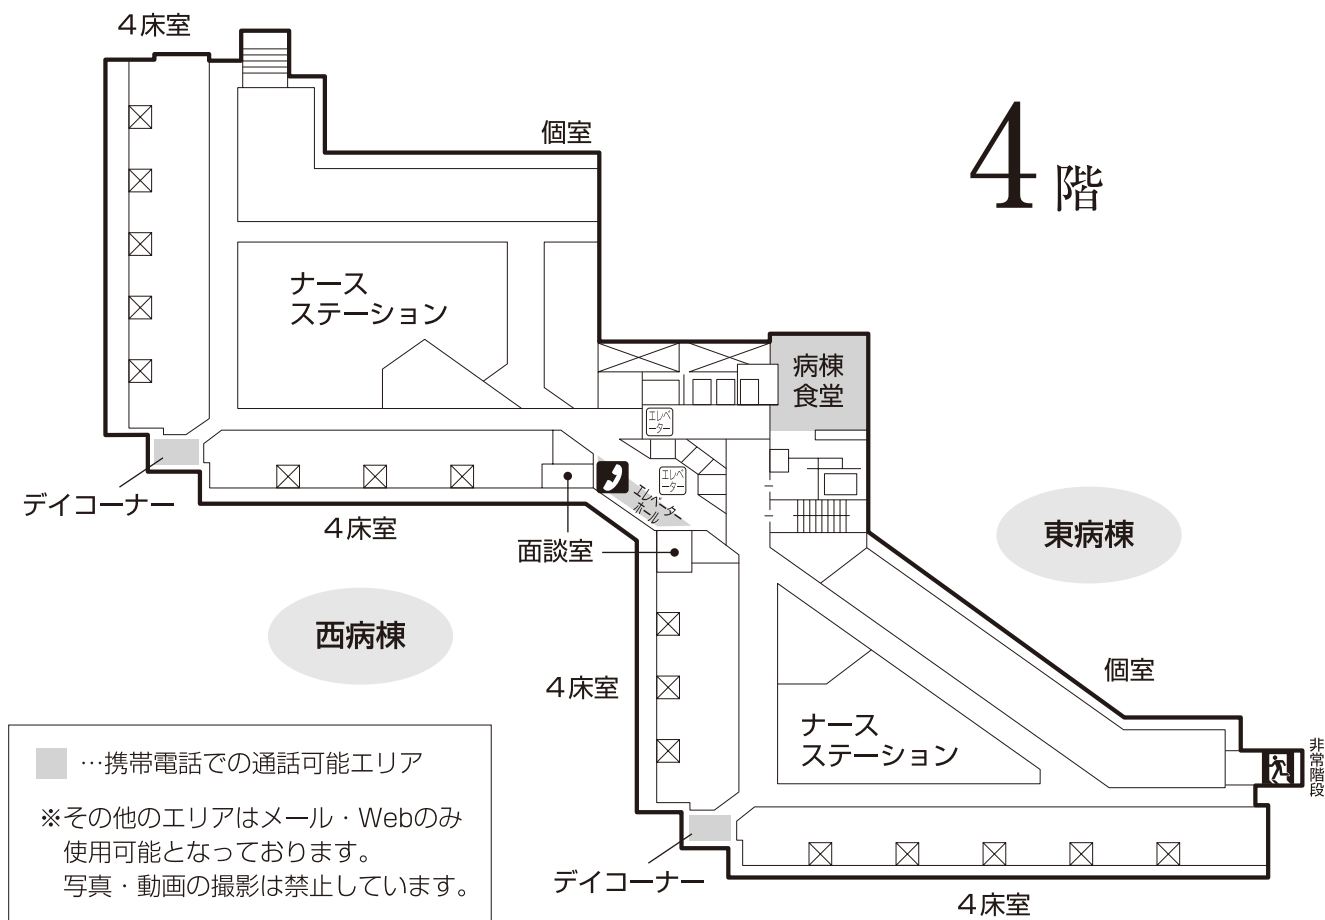 4床室
4階
個室
ナース
ステーション
病棟
食堂
エレベ
ーター
エレベ
ーター
エレベーター
ホール
デイコーナー
4床室
面談室
東病棟
西病棟
4床室
個室
ナース
ステーション
非常階段
…携帯電話での通話可能エリア
※その他のエリアはメール・Webのみ
使用可能となっております。
写真・動画の撮影は禁止しています。
デイコーナー
4床室